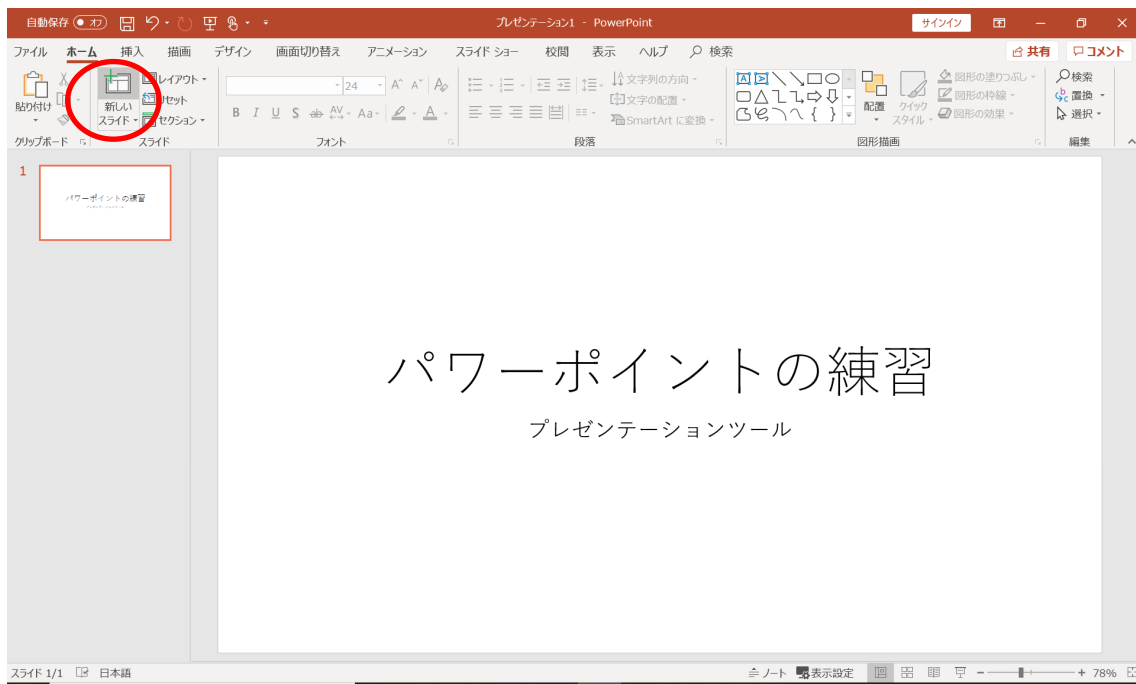 自動保存 オフ プレゼンテーション1 - PowerPoint サインイン
ファイル ホーム 挿入 描画 デザイン 画面切り替え アニメーション スライド ショー 校閲 表示 ヘルプ 検索 共有 コメント
貼り付け
新しい
スライド
レイアウト
リセット
セクション
24
B I U S ab AV Aa A
文字列の方向
文字の配置
SmartArt に変換
配置
クイック
スタイル
図形の塗りつぶし
図形の枠線
図形の効果
検索
置換
選択
クリップボード スライド フォント 段落 図形描画 編集
1
パワーポイントの練習
パワーポイントの練習
プレゼンテーションツール
スライド 1/1 日本語 ノート 表示設定 78%